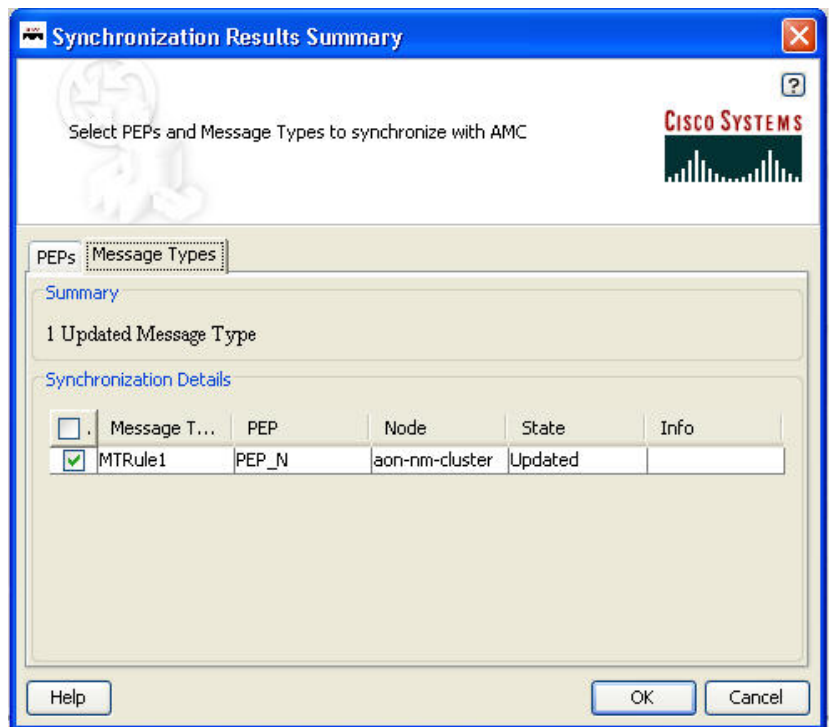 Synchronization Results Summary
?
Select PEPs and Message Types to synchronize with AMC
CISCO SYSTEMS
PEPs Message Types
Summary
1 Updated Message Type
Synchronization Details
. Message T... PEP Node State Info
MTRule1 PEP_N aon-nm-cluster Updated
Help OK Cancel